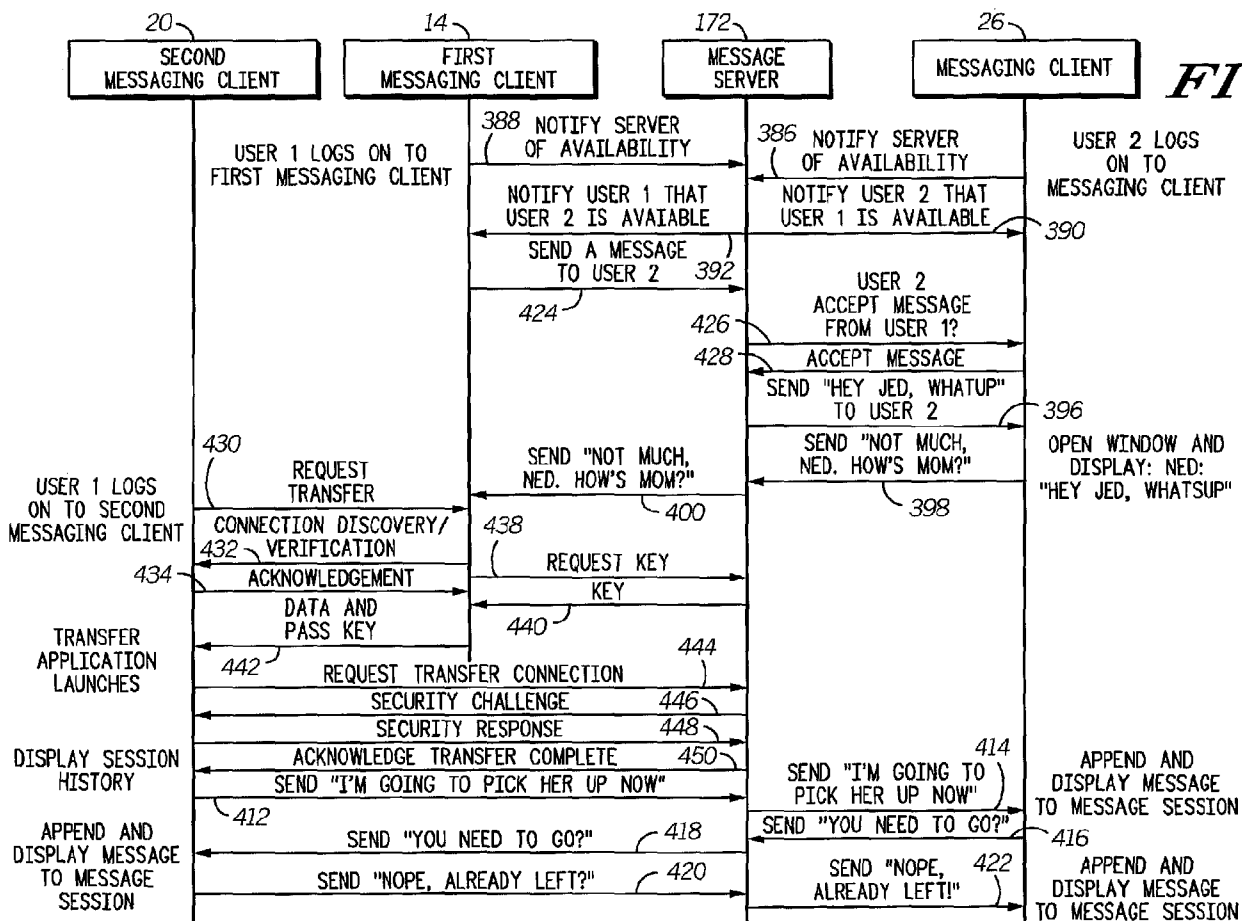 20
14
172
26
SECOND
MESSAGING CLIENT
FIRST
MESSAGING CLIENT
MESSAGE
SERVER
MESSAGING CLIENT
FI
USER 1 LOGS ON TO
FIRST MESSAGING CLIENT
388
NOTIFY SERVER
OF AVAILABILITY
386
NOTIFY SERVER
OF AVAILABILITY
USER 2 LOGS
ON TO
MESSAGING CLIENT
NOTIFY USER 1 THAT
USER 2 IS AVAIABLE
NOTIFY USER 2 THAT
USER 1 IS AVAILABLE
390
392
SEND A MESSAGE
TO USER 2
424
USER 2
ACCEPT MESSAGE
FROM USER 1?
426
428
ACCEPT MESSAGE
SEND "HEY JED, WHATUP"
TO USER 2
396
SEND "NOT MUCH,
NED. HOW'S MOM?"
398
OPEN WINDOW AND
DISPLAY: NED:
"HEY JED, WHATSUP"
SEND "NOT MUCH,
NED. HOW'S MOM?"
400
430
REQUEST
TRANSFER
USER 1 LOGS
ON TO SECOND
MESSAGING CLIENT
CONNECTION DISCOVERY/
VERIFICATION
432
438
REQUEST KEY
434
ACKNOWLEDGEMENT
KEY
440
DATA AND
PASS KEY
442
TRANSFER
APPLICATION
LAUNCHES
444
REQUEST TRANSFER CONNECTION
SECURITY CHALLENGE
446
SECURITY RESPONSE
448
ACKNOWLEDGE TRANSFER COMPLETE
450
DISPLAY SESSION
HISTORY
SEND "I'M GOING TO PICK HER UP NOW"
412
SEND "I'M GOING TO
PICK HER UP NOW"
414
APPEND AND
DISPLAY MESSAGE
TO MESSAGE SESSION
SEND "YOU NEED TO GO?"
416
APPEND AND
DISPLAY MESSAGE
TO MESSAGE
SESSION
SEND "YOU NEED TO GO?"
418
SEND "NOPE, ALREADY LEFT?"
420
SEND "NOPE,
ALREADY LEFT!"
422
APPEND AND
DISPLAY MESSAGE
TO MESSAGE SESSION